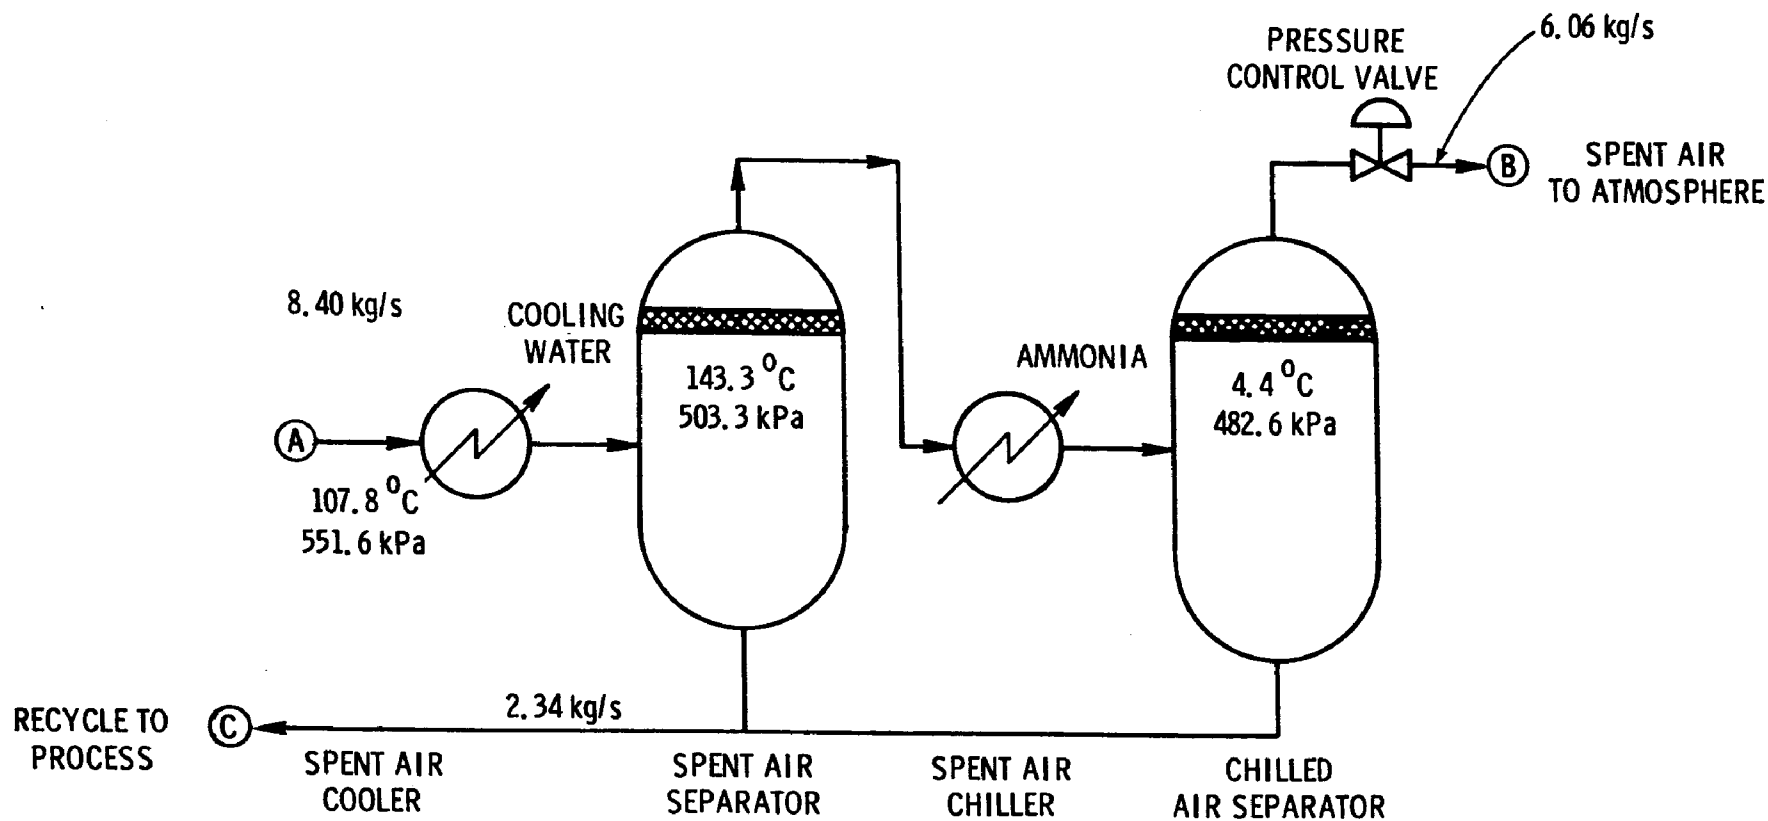 6.06 kg/s
PRESSURE
CONTROL VALVE
B
SPENT AIR
TO ATMOSPHERE
8.40 kg/s
COOLING
WATER
143.3 °C
503.3 kPa
AMMONIA
4.4 °C
482.6 kPa
A
107.8 °C
551.6 kPa
RECYCLE TO
PROCESS
C
2.34 kg/s
SPENT AIR
COOLER
SPENT AIR
SEPARATOR
SPENT AIR
CHILLER
CHILLED
AIR SEPARATOR